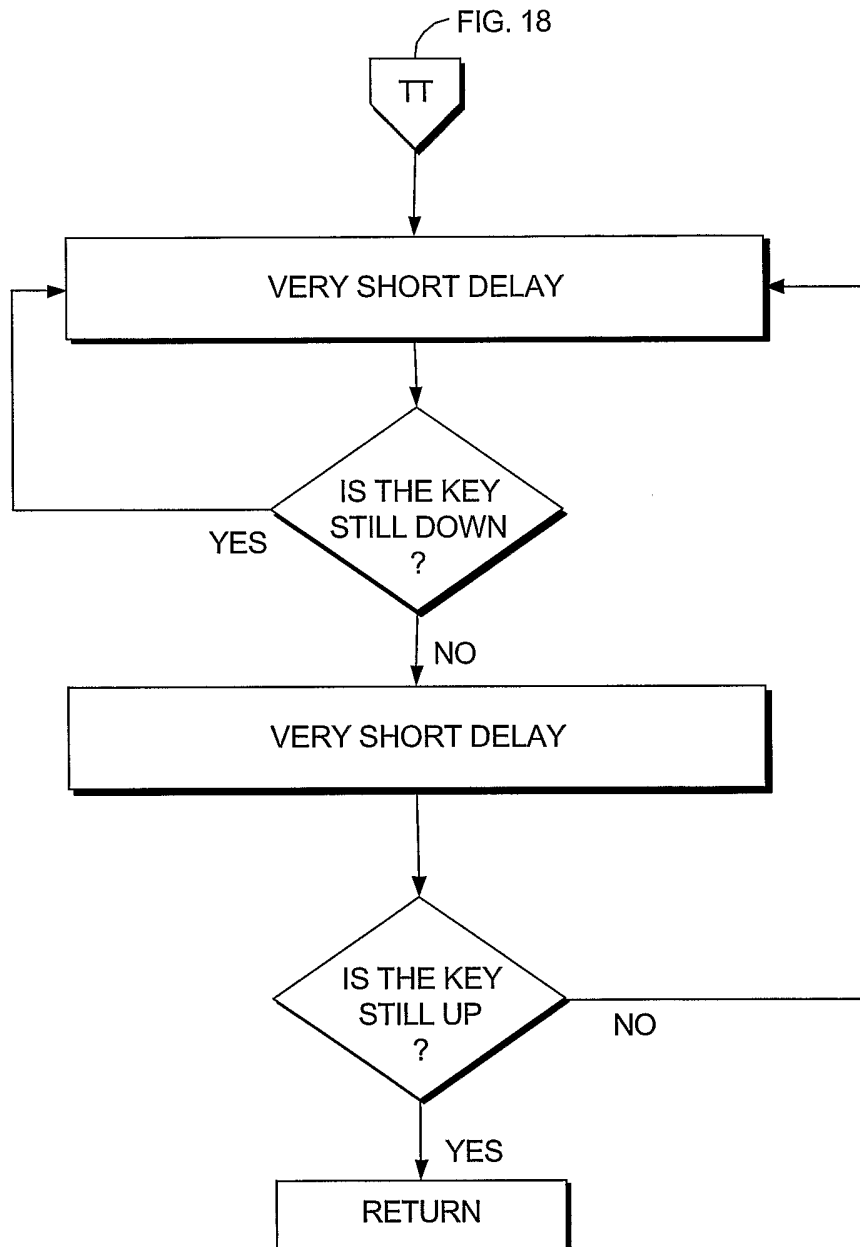 FIG. 18
TT
VERY SHORT DELAY
IS THE KEY
STILL DOWN
?
YES
NO
VERY SHORT DELAY
IS THE KEY
STILL UP
?
NO
YES
RETURN